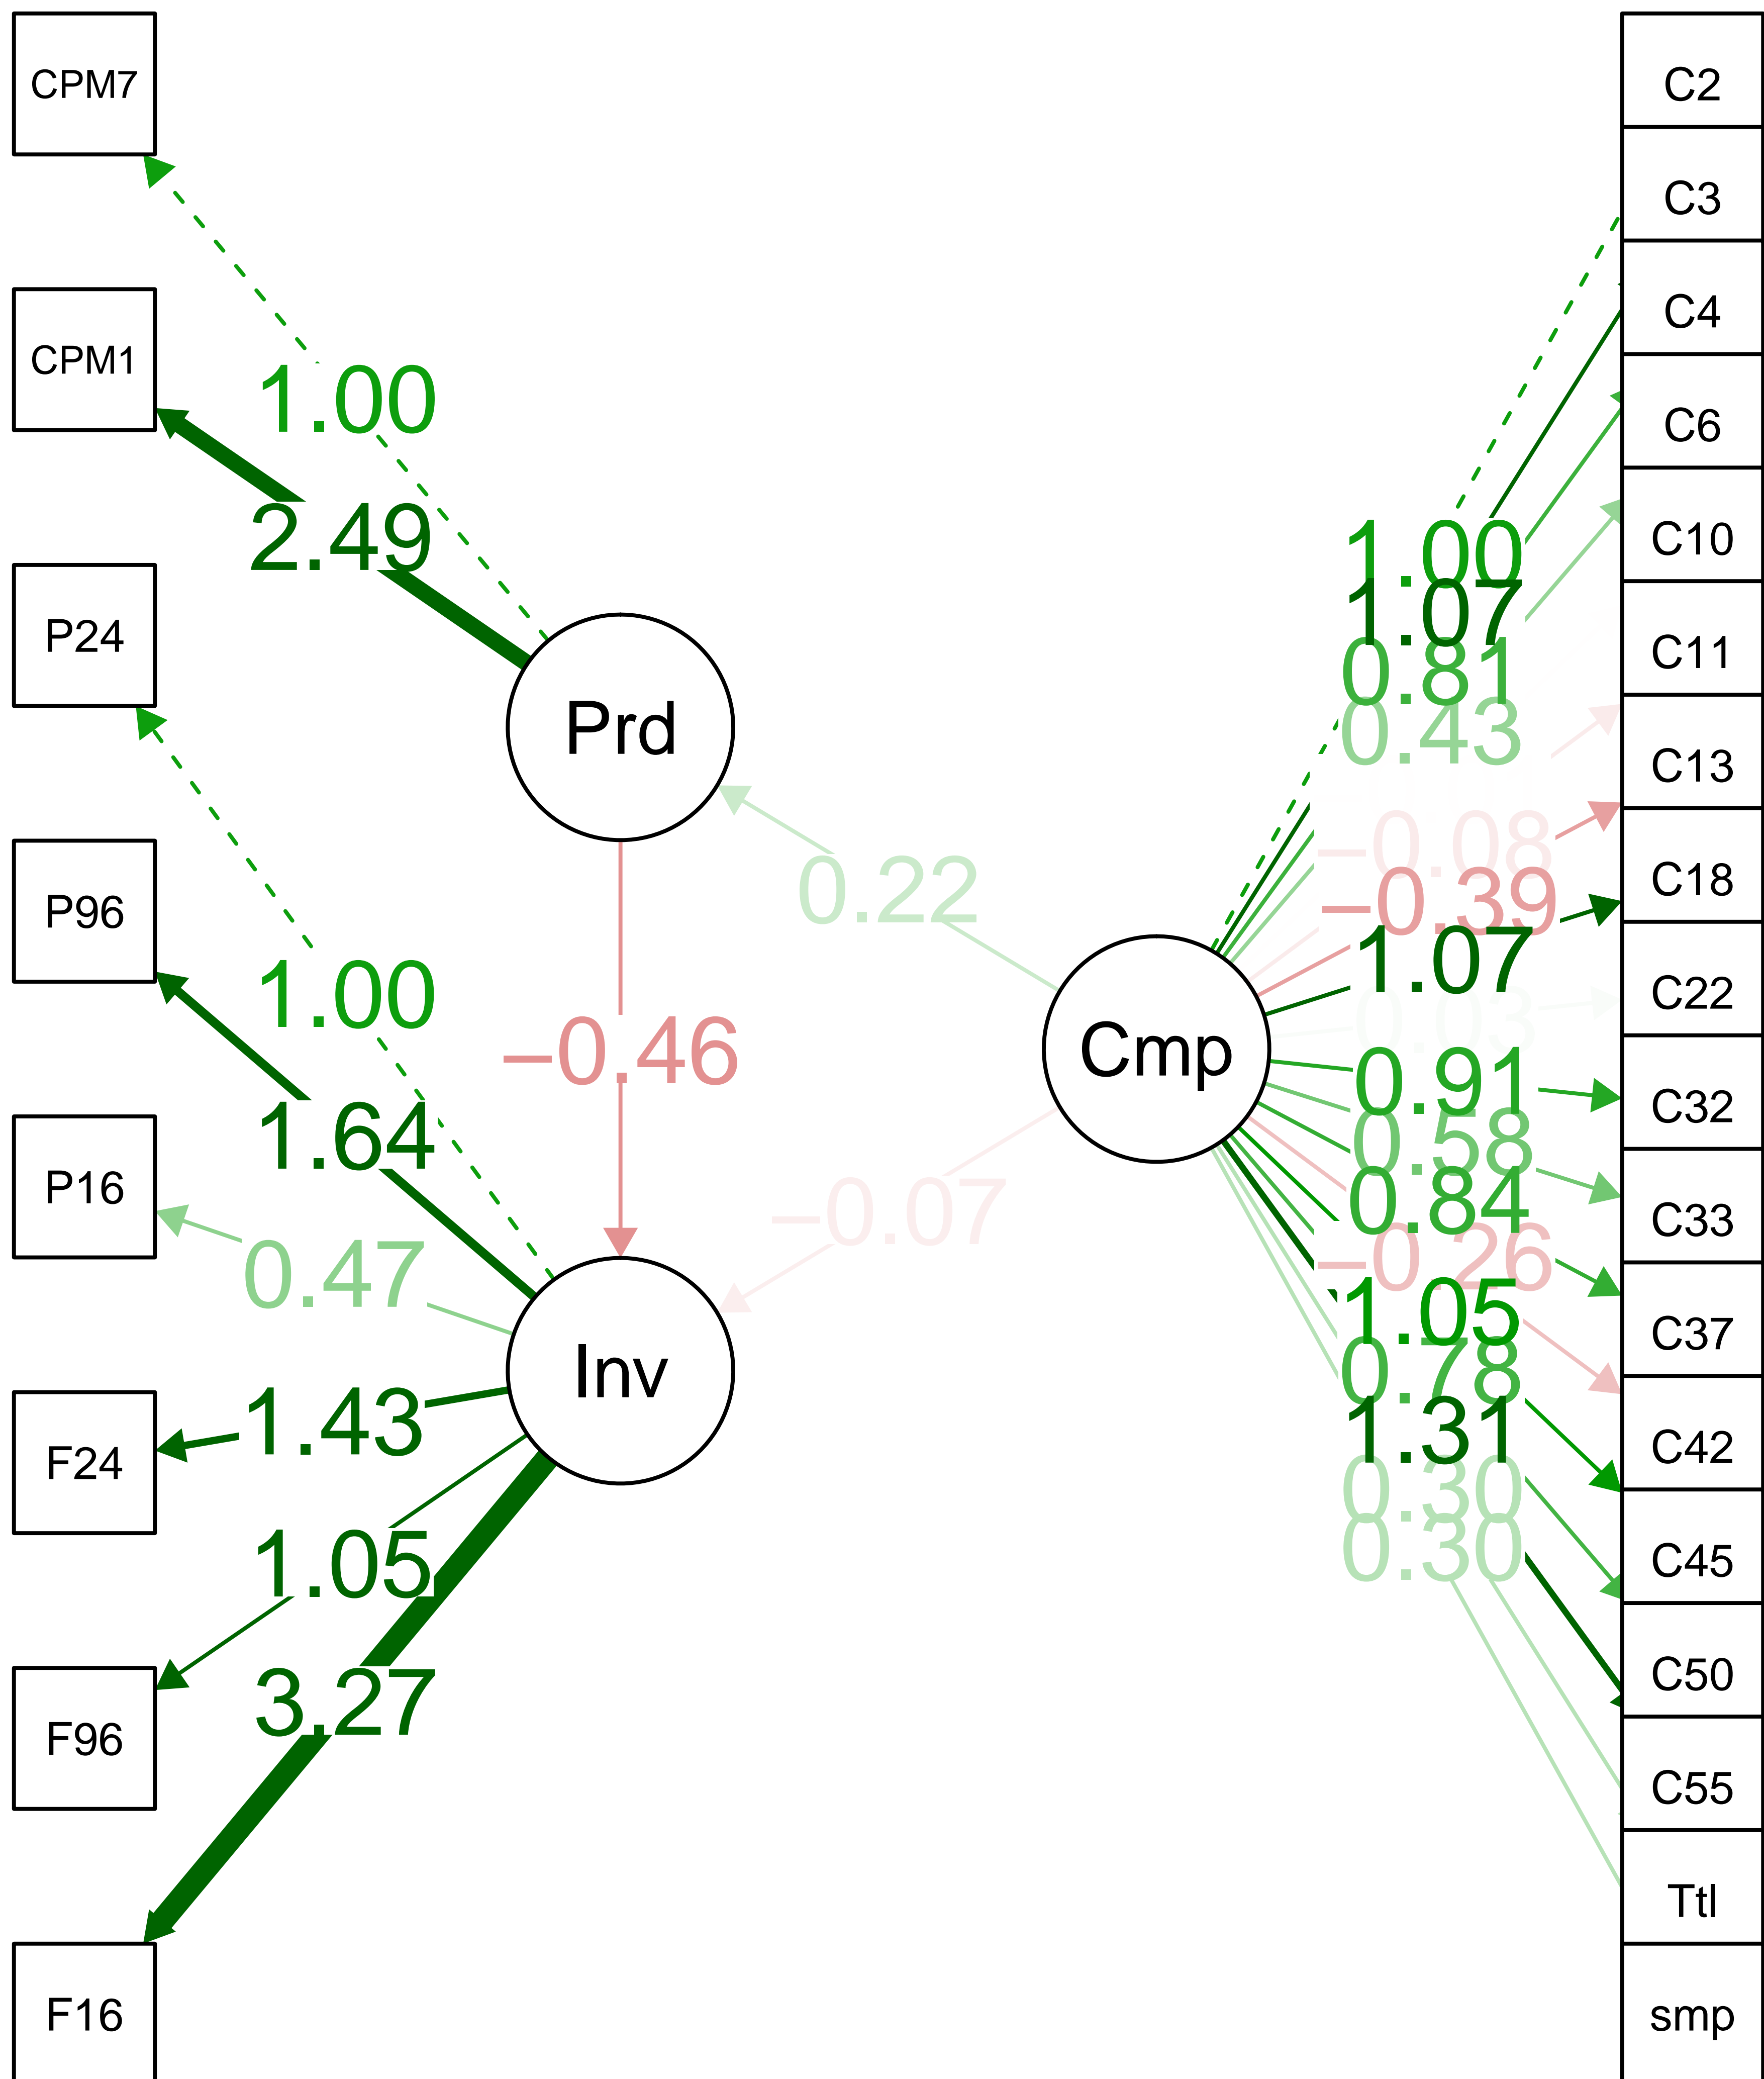 CPM7
CPM1
P24
P96
P16
F24
F96
F16
1.00
2.49
1.00
1.64
0.47
1.43
1.05
3.27
Prd
Inv
Cmp
0.22
−0.46
−0.07
1.00
1.07
0.81
0.43
−0.08
−0.39
1.07
0.03
0.91
0.58
0.84
−0.26
1.05
0.78
1.31
0.30
0.30
C2
C3
C4
C6
C10
C11
C13
C18
C22
C32
C33
C37
C42
C45
C50
C55
Ttl
smp